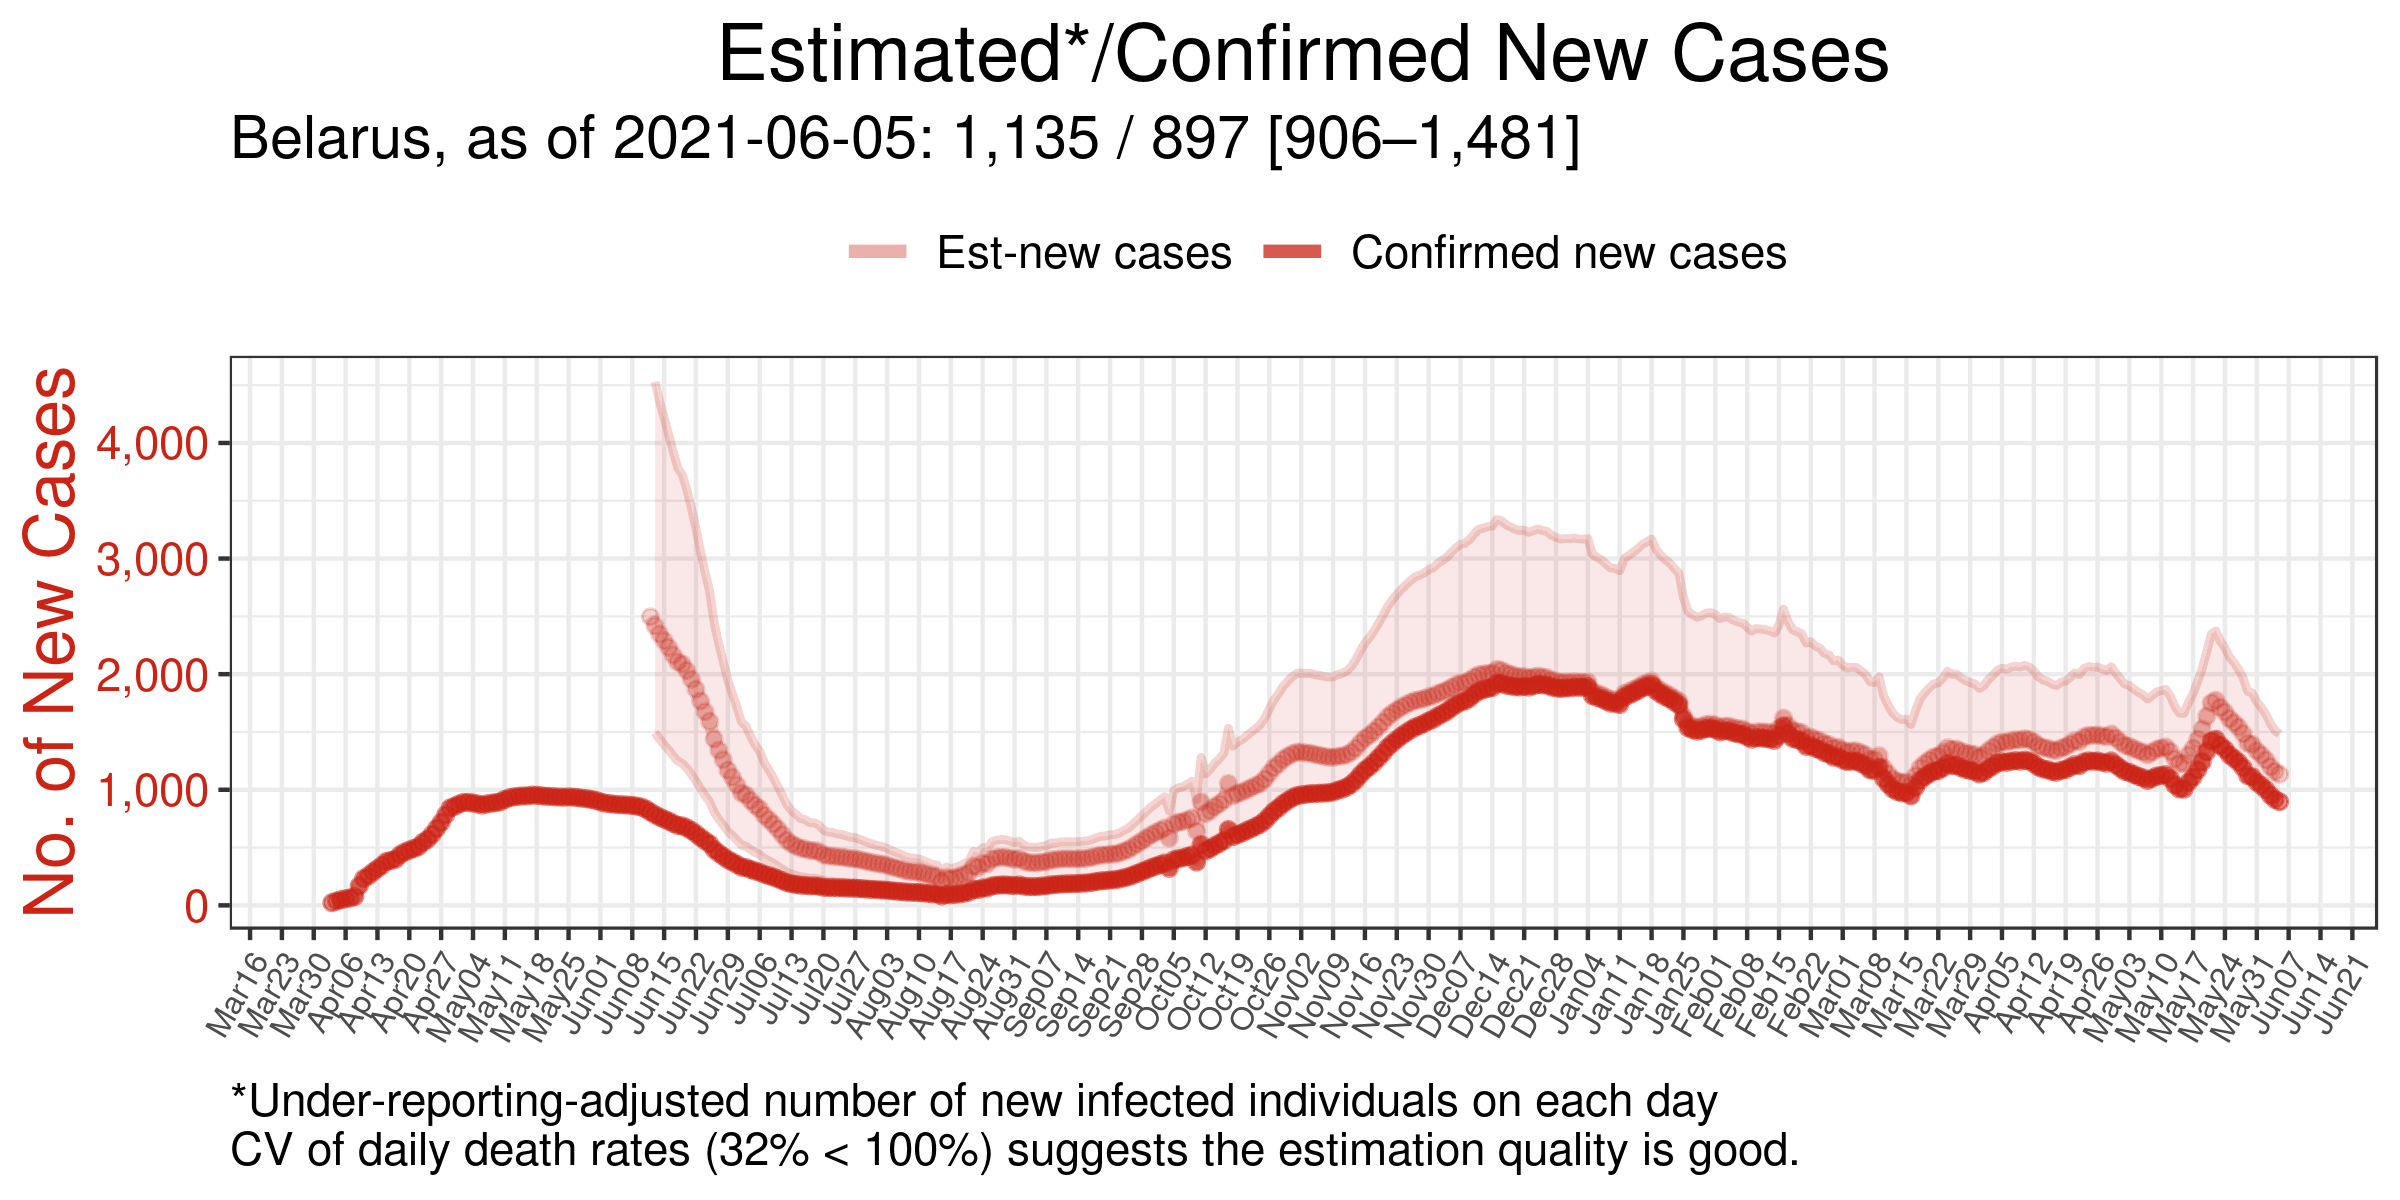 Estimated*/Confirmed New Cases
Belarus, as of 2021-06-05: 1,135 / 897 [906–1,481]
Est-new cases
Confirmed new cases
No. of New Cases
4,000
3,000
2,000
1,000
0
Mar16
Mar23
Mar30
Apr06
Apr13
Apr20
Apr27
May04
May11
May18
May25
Jun01
Jun08
Jun15
Jun22
Jun29
Jul06
Jul13
Jul20
Jul27
Aug03
Aug10
Aug17
Aug24
Aug31
Sep07
Sep14
Sep21
Sep28
Oct05
Oct12
Oct19
Oct26
Nov02
Nov09
Nov16
Nov23
Nov30
Dec07
Dec14
Dec21
Dec28
Jan04
Jan11
Jan18
Jan25
Feb01
Feb08
Feb15
Feb22
Mar01
Mar08
Mar15
Mar22
Mar29
Apr05
Apr12
Apr19
Apr26
May03
May10
May17
May24
May31
Jun07
Jun14
Jun21
*Under-reporting-adjusted number of new infected individuals on each day
CV of daily death rates (32% < 100%) suggests the estimation quality is good.